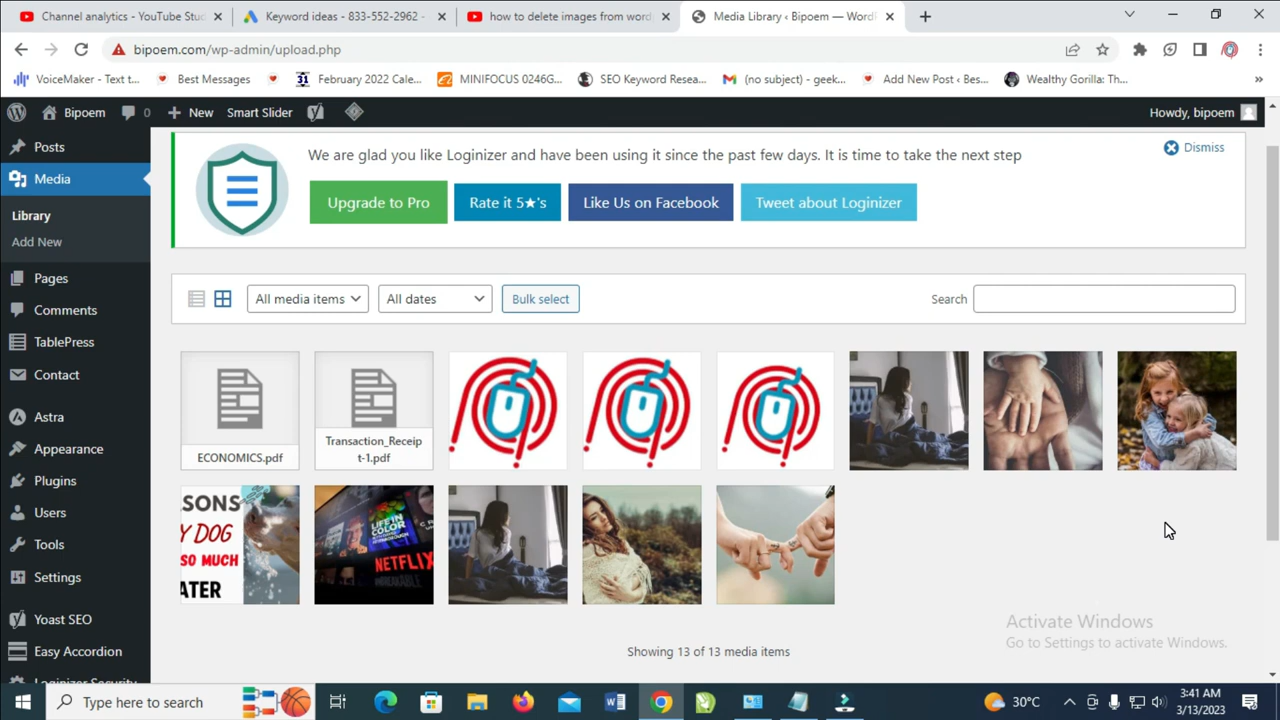 Channel analytics - YouTube Stud
Keyword ideas - 833-552-2962 -
how to delete images from word
Media Library ‹ Bipoem — WordP
bipoem.com/wp-admin/upload.php
VoiceMaker - Text t...
Best Messages
31
February 2022 Cale...
MINIFOCUS 0246G...
SEO Keyword Resea...
(no subject) - geek...
Add New Post ‹ Bes...
Wealthy Gorilla: Th...
»
Bipoem
0
New
Smart Slider
Howdy, bipoem
Posts
Media
Library
Add New
Pages
Comments
TablePress
Contact
Astra
Appearance
Plugins
Users
Tools
Settings
Yoast SEO
Easy Accordion
Loginizer Security
We are glad you like Loginizer and have been using it since the past few days. It is time to take the next step
Dismiss
Upgrade to Pro
Rate it 5★'s
Like Us on Facebook
Tweet about Loginizer
All media items
All dates
Bulk select
Search
ECONOMICS.pdf
Transaction_Receip
t-1.pdf
SONS
Y DOG
SO MUCH
ATER
LIFE IN
COLOR
NETFLIX
Showing 13 of 13 media items
Activate Windows
Go to Settings to activate Windows.
Type here to search
30°C
3:41 AM
3/13/2023